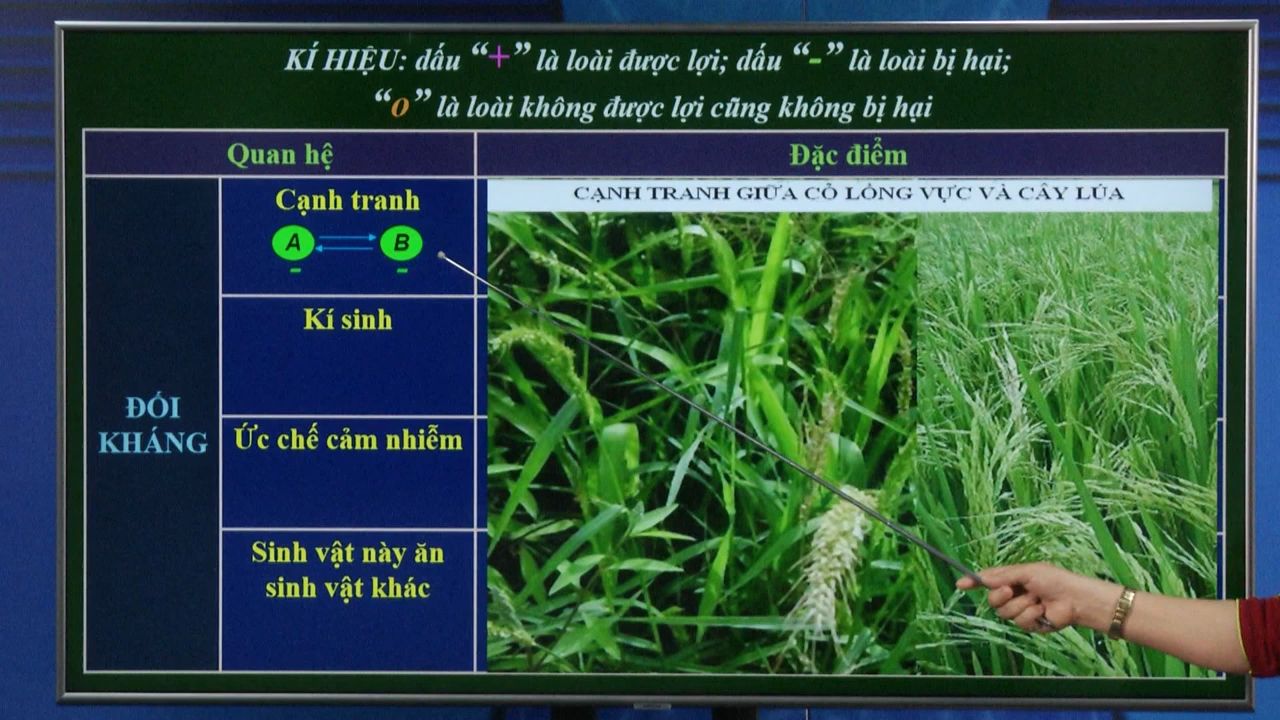 KÍ HIỆU: dấu “+” là loài được lợi; dấu “-” là loài bị hại;
“o” là loài không được lợi cũng không bị hại
Quan hệ
Đặc điểm
ĐỐI
KHÁNG
Cạnh tranh
A
B
-
-
Kí sinh
Ức chế cảm nhiễm
Sinh vật này ăn
sinh vật khác
CẠNH TRANH GIỮA CỎ LỒNG VỰC VÀ CÂY LÚA